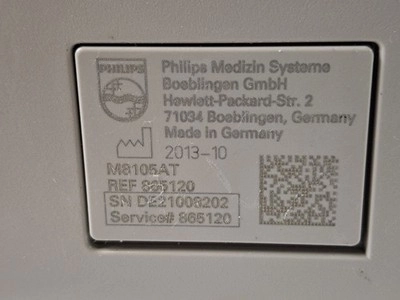 PHILIPS
Philips Medizin Systeme
Boeblingen GmbH
Hewlett-Packard-Str. 2
71034 Boeblingen, Germany
Made in Germany
2013-10
M8105AT
REF 865120
SN DE21006202
Service# 865120